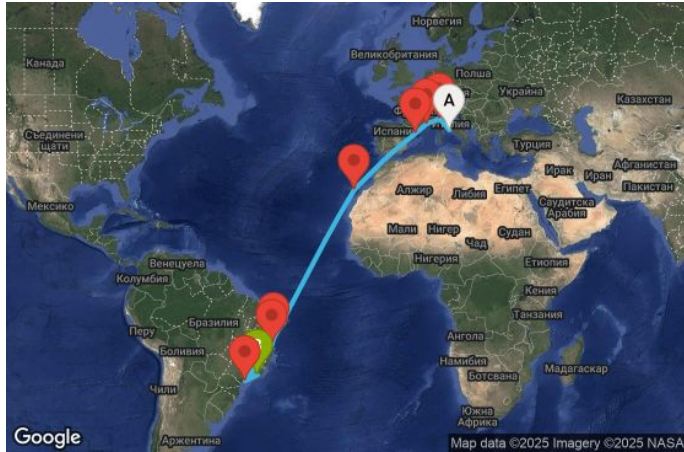 Норвегия
Канада
Великобритания
Полша
Украйна
Казахстан
A
Испани
Съединени
щати
Турция
Ирак
Афганистан
Иран
Пакистан
Алжир
Либия
Египет
Саудитска
Арабия
Мексико
Мали
Нигер
Чад
Судан
Нигерия
Етиопия
Венецуела
Колумбия
Кения
Танзания
Бразилия
Перу
Боливия
Ангола
Намибия
Ботсвана
Мадагаскар
Чили
Южна
Африка
Аржентина
Google
Map data ©2025 Imagery ©2025 NASA